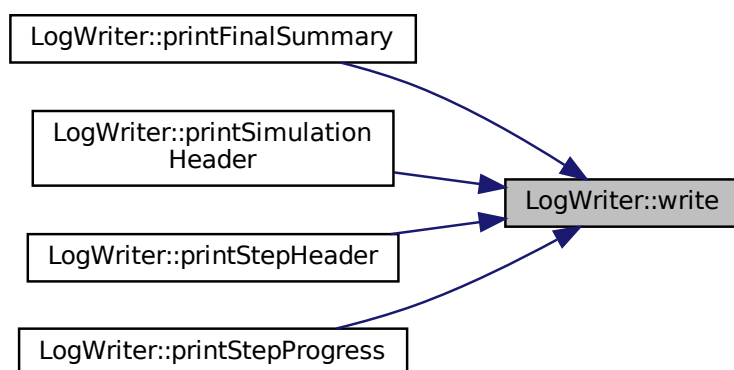 LogWriter::printFinalSummary
LogWriter::printSimulation
Header
LogWriter::write
LogWriter::printStepHeader
LogWriter::printStepProgress